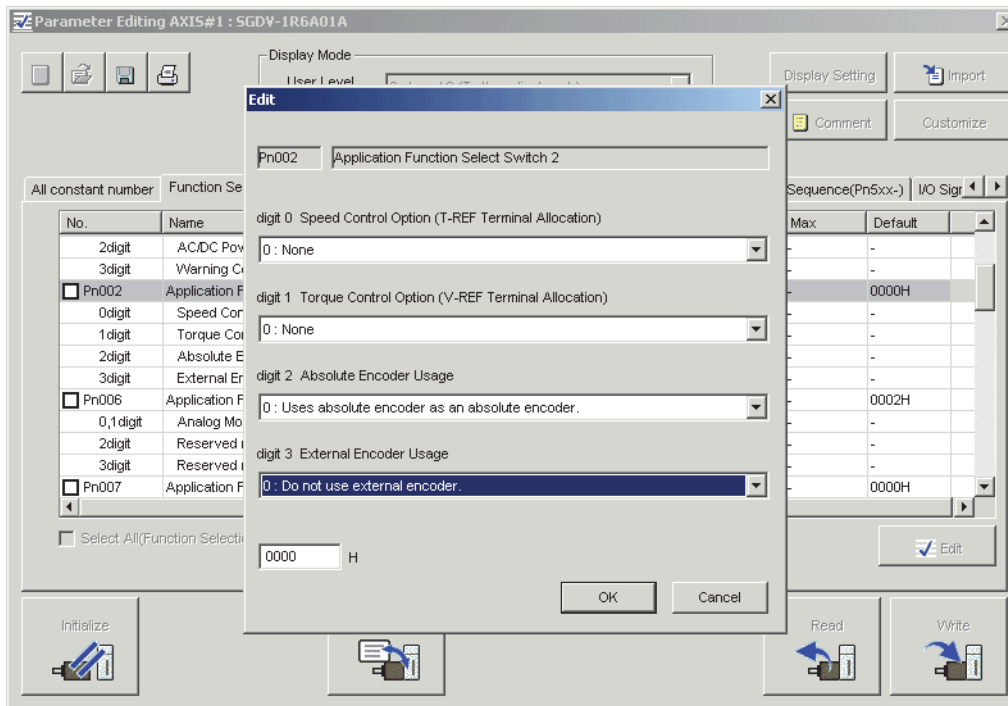 Parameter Editing AXIS#1 : SGDV-1R6A01A
Display Mode
User Level
Display Setting
Import
Comment
Customize
Edit
Pn002 Application Function Select Switch 2
All constant number Function Se Sequence(Pn5xx-) I/O Sigr
No. Name Max Default
2digit AC/DC Pov - -
3digit Warning Co - -
Pn002 Application F - 0000H
0digit Speed Con - -
1digit Torque Co - -
2digit Absolute E - -
3digit External Er - -
Pn006 Application F - 0002H
0,1digit Analog Mo - -
2digit Reserved - -
3digit Reserved - -
Pn007 Application F - 0000H
digit 0 Speed Control Option (T-REF Terminal Allocation)
0 : None
digit 1 Torque Control Option (V-REF Terminal Allocation)
0 : None
digit 2 Absolute Encoder Usage
0 : Uses absolute encoder as an absolute encoder.
digit 3 External Encoder Usage
0 : Do not use external encoder.
0000 H
OK Cancel
Select All(Function Selecti
Edit
Initialize
Read
Write